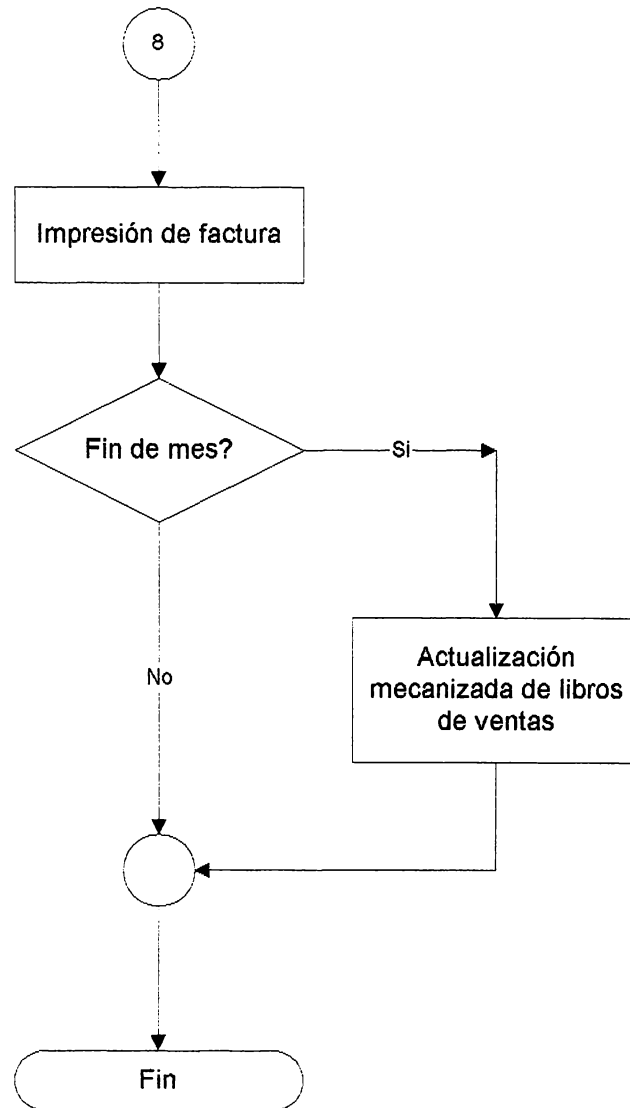 8
Impresión de factura
Fin de mes?
Si
Actualización
mecanizada de libros
de ventas
No
Fin